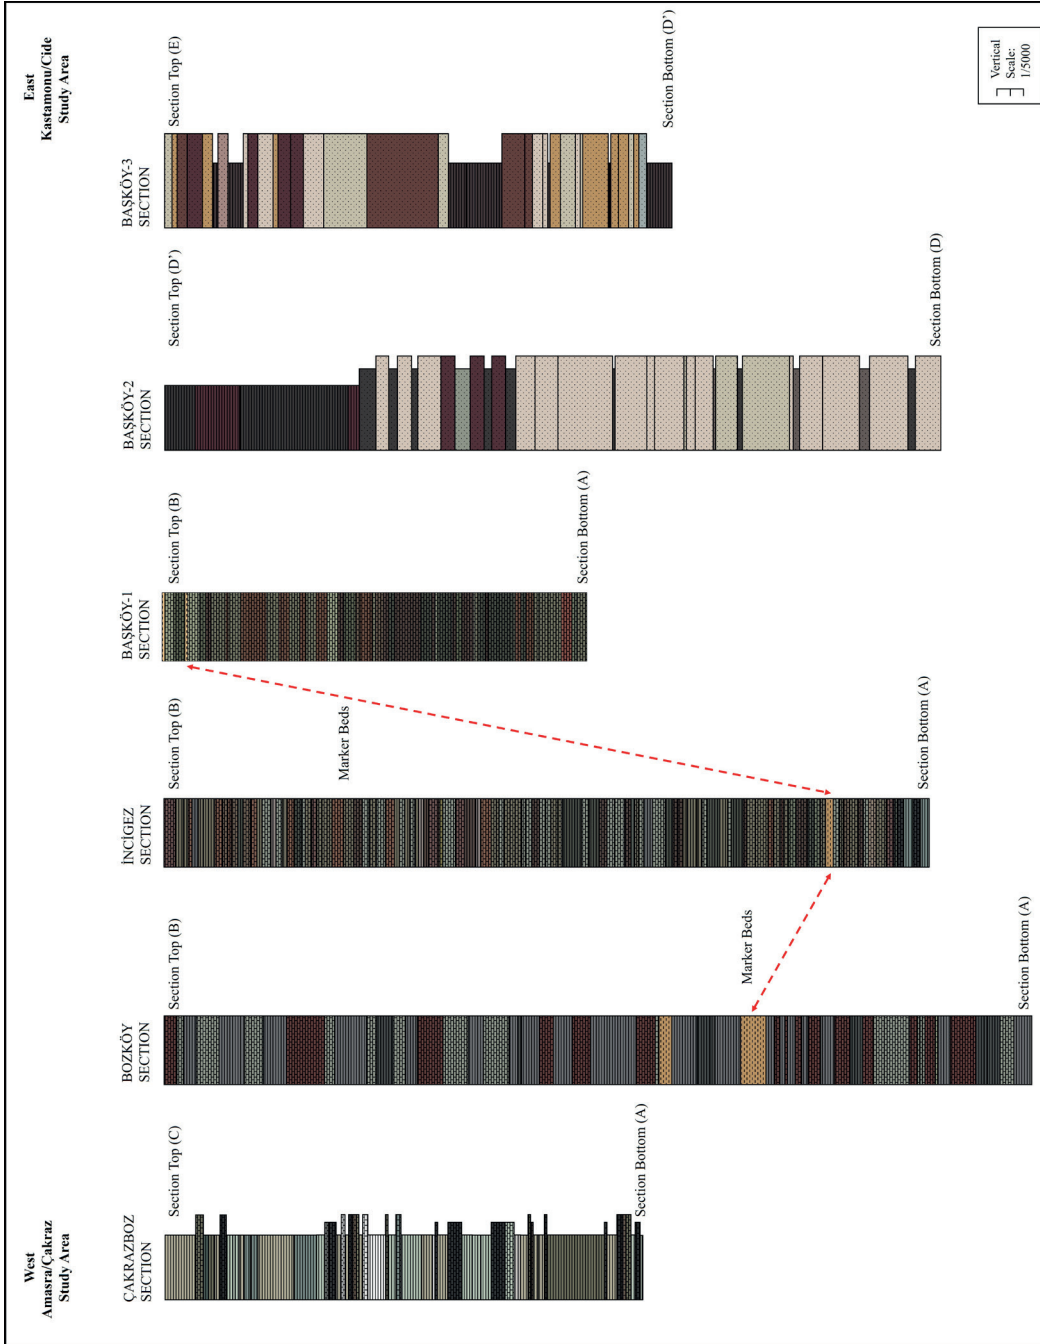 West
Amasra/Çakraz
Study Area
East
Kastamonu/Cide
Study Area
ÇAKRAZBOZ
SECTION
Section Top (C)
Section Bottom (A)
BOZKÖY
SECTION
Section Top (B)
Marker Beds
Section Bottom (A)
İNCİGEZ
SECTION
Section Top (B)
Marker Beds
Section Bottom (A)
BAŞKÖY-1
SECTION
Section Top (B)
Section Bottom (A)
BAŞKÖY-2
SECTION
Section Top (D')
Section Bottom (D)
BAŞKÖY-3
SECTION
Section Top (E)
Section Bottom (D')
Vertical
Scale:
1/5000